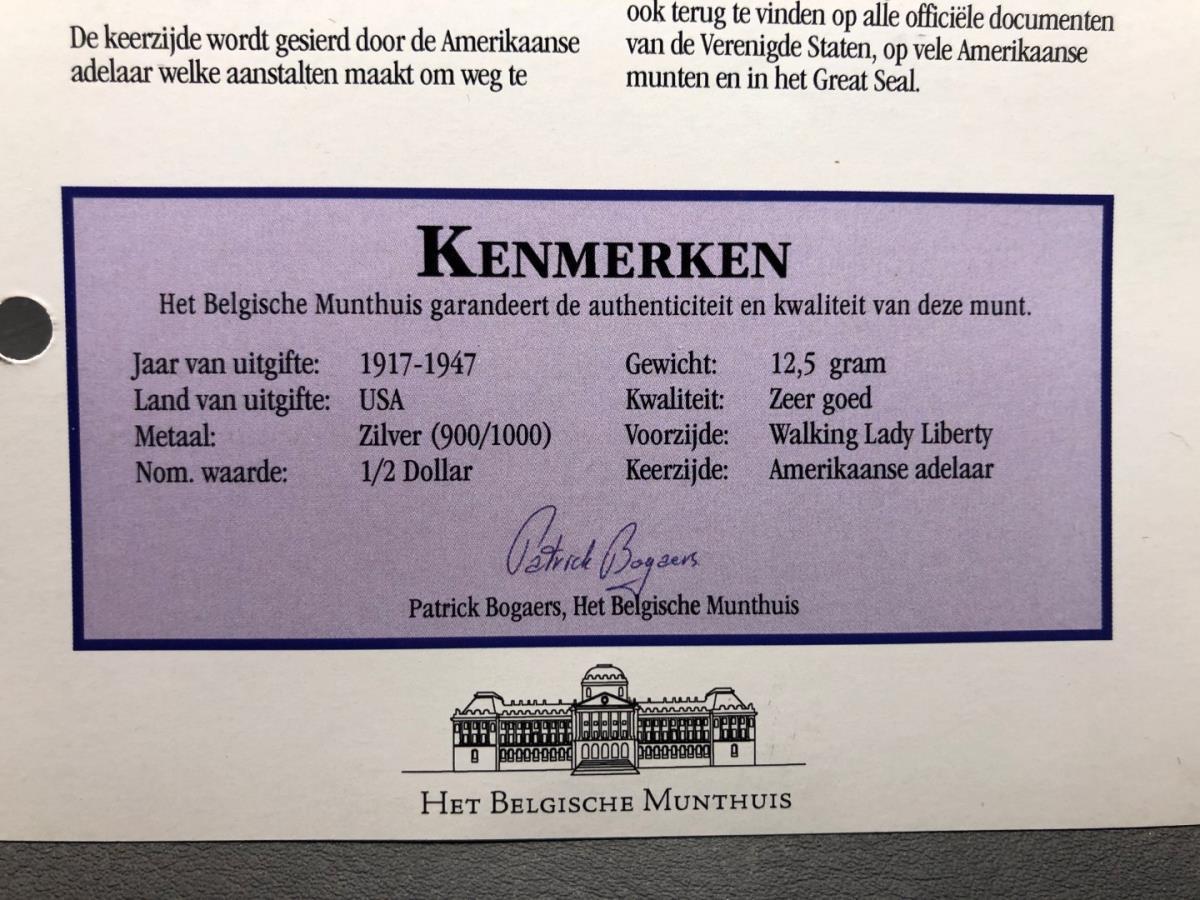 De keerzijde wordt gesierd door de Amerikaanse
adelaar welke aanstalten maakt om weg te
ook terug te vinden op alle officiële documenten
van de Verenigde Staten, op vele Amerikaanse
munten en in het Great Seal.
KENMERKEN
Het Belgische Munthuis garandeert de authenticiteit en kwaliteit van deze munt.
Jaar van uitgifte: 1917-1947
Land van uitgifte: USA
Metaal: Zilver (900/1000)
Nom. waarde: 1/2 Dollar
Gewicht: 12,5 gram
Kwaliteit: Zeer goed
Voorzijde: Walking Lady Liberty
Keerzijde: Amerikaanse adelaar
Patrick Bogaers
Patrick Bogaers, Het Belgische Munthuis
HET BELGISCHE MUNTHUIS